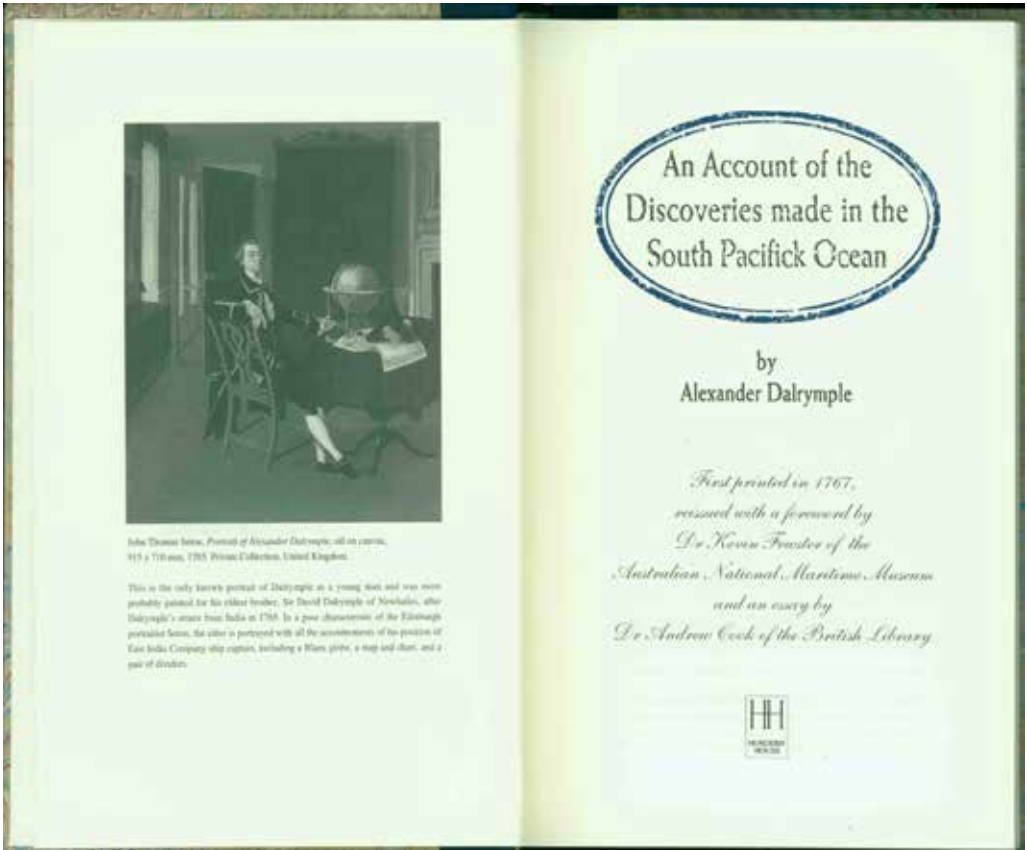 John Thomas Seton, Portrait of Alexander Dalrymple, oil on canvas,
915 x 710 mm, 1765. Private Collection, United Kingdom.
This is the only known portrait of Dalrymple as a young man and was most
probably painted for his eldest brother, Sir David Dalrymple of Newhailes, after
Dalrymple's return from India in 1765. In a pose characteristic of the Edinburgh
portraitist Seton, the sitter is portrayed with all the accoutrements of his position of
East India Company ship captain, including a globe, a map and chart, and a
pair of dividers.
An Account of the
Discoveries made in the
South Pacifick Ocean
by
Alexander Dalrymple
First printed in 1767,
reissued with a foreword by
Dr Kevin Fewster of the
Australian National Maritime Museum
and an essay by
Dr Andrew Cook of the British Library
HH
HORDERN
HOUSE